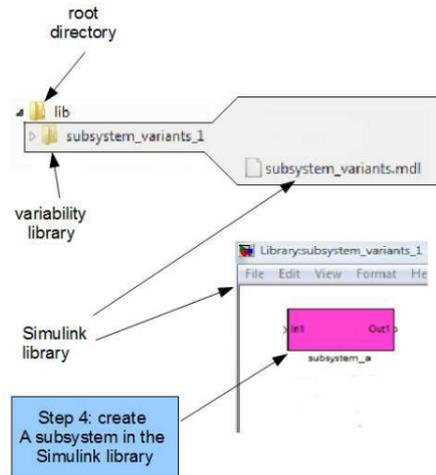 root
directory
lib
subsystem_variants_1
subsystem_variants.mdl
variability
library
Library:subsystem_variants_1
File Edit View Format He
In1 Out1
subsystem_a
Simulink
library
Step 4: create
A subsystem in the
Simulink library